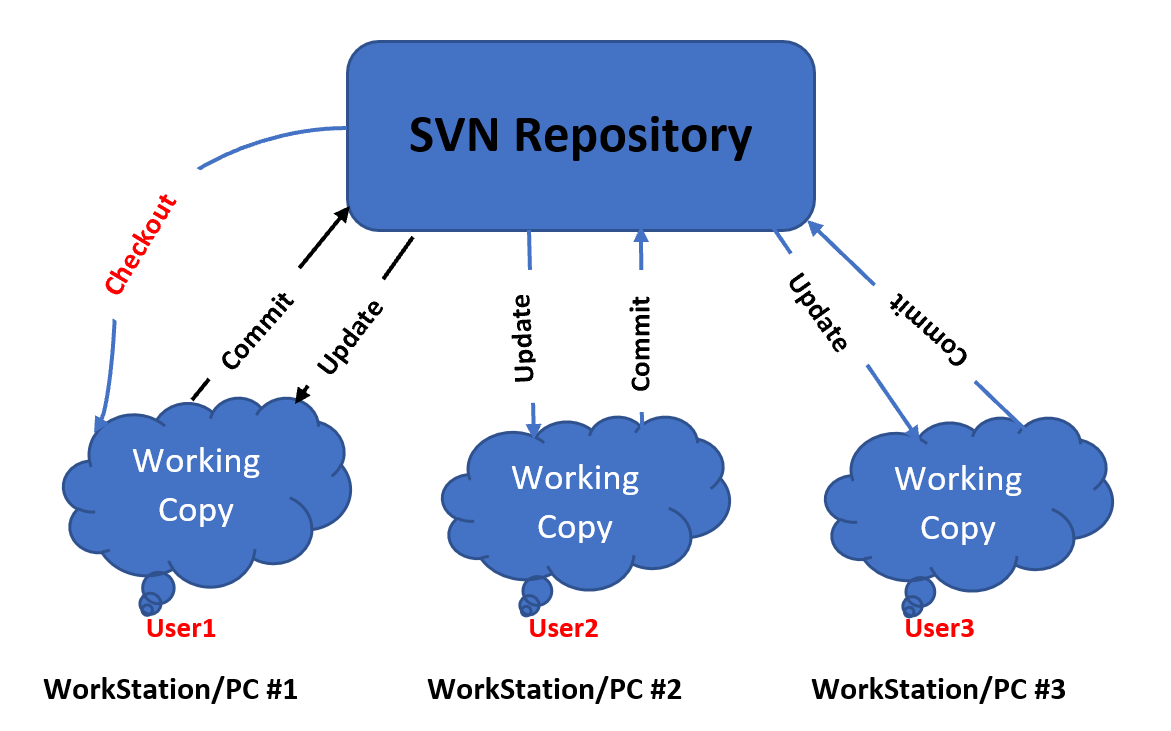 SVN Repository
Checkout
Commit
Update
Update
Commit
Update
Commit
Working
Copy
Working
Copy
Working
Copy
User1
User2
User3
WorkStation/PC #1
WorkStation/PC #2
WorkStation/PC #3